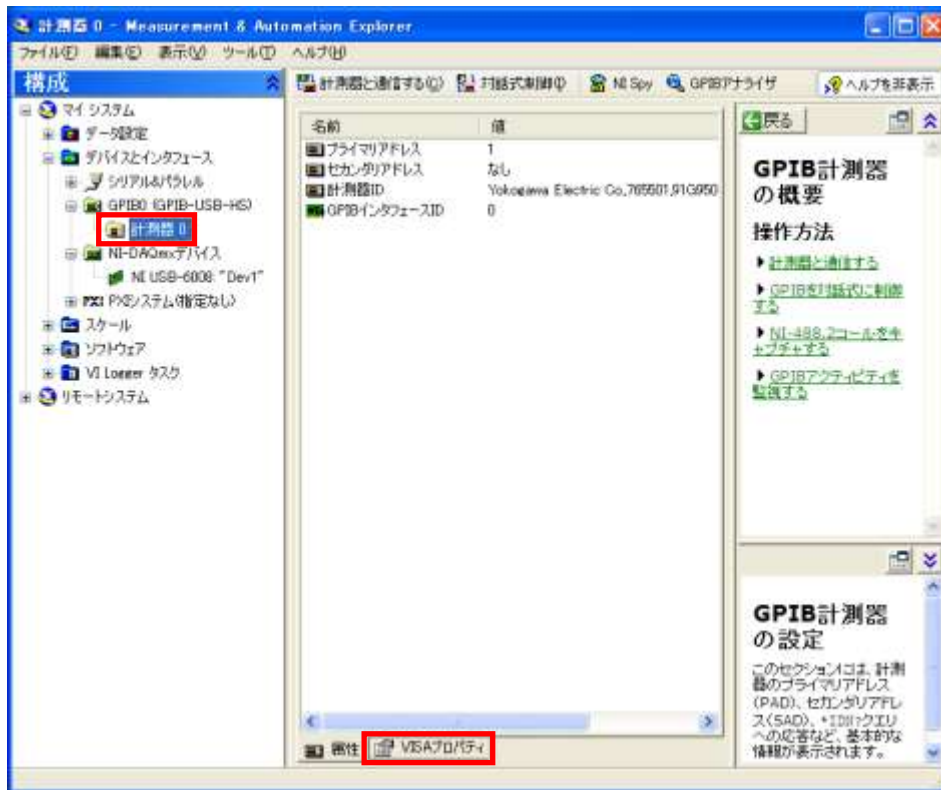 計測器 0 - Measurement & Automation Explorer
ファイル(F) 編集(E) 表示(V) ツール(T) ヘルプ(H)
構成
マイ システム
データ設定
デバイスとインタフェース
シリアル&パラレル
GPIB0 (GPIB-USB-HS)
計測器 0
NI-DAQmxデバイス
NI USB-6008: "Dev1"
PXI PXIシステム(指定なし)
スケール
ソフトウェア
VI Logger タスク
リモートシステム
計測器と通信する(C) 対話式制御(I) NI Spy GPIBアナライザ ヘルプを非表示
名前 値
プライマリアドレス 1
セカンダリアドレス なし
計測器ID Yokogawa Electric Co.,765501,91G950
GPIBインタフェースID 0
属性 VISAプロパティ
戻る
GPIB計測器
の概要
操作方法
計測器と通信する
GPIBを対話式に制御
する
NI-488.2コールをキ
ャプチャする
GPIBアクティビティを
監視する
GPIB計測器
の設定
このセクションには、計測
器のプライマリアドレス
(PAD)、セカンダリアドレ
ス(SAD)、*IDN?クエリ
への応答など、基本的な
情報が表示されます。